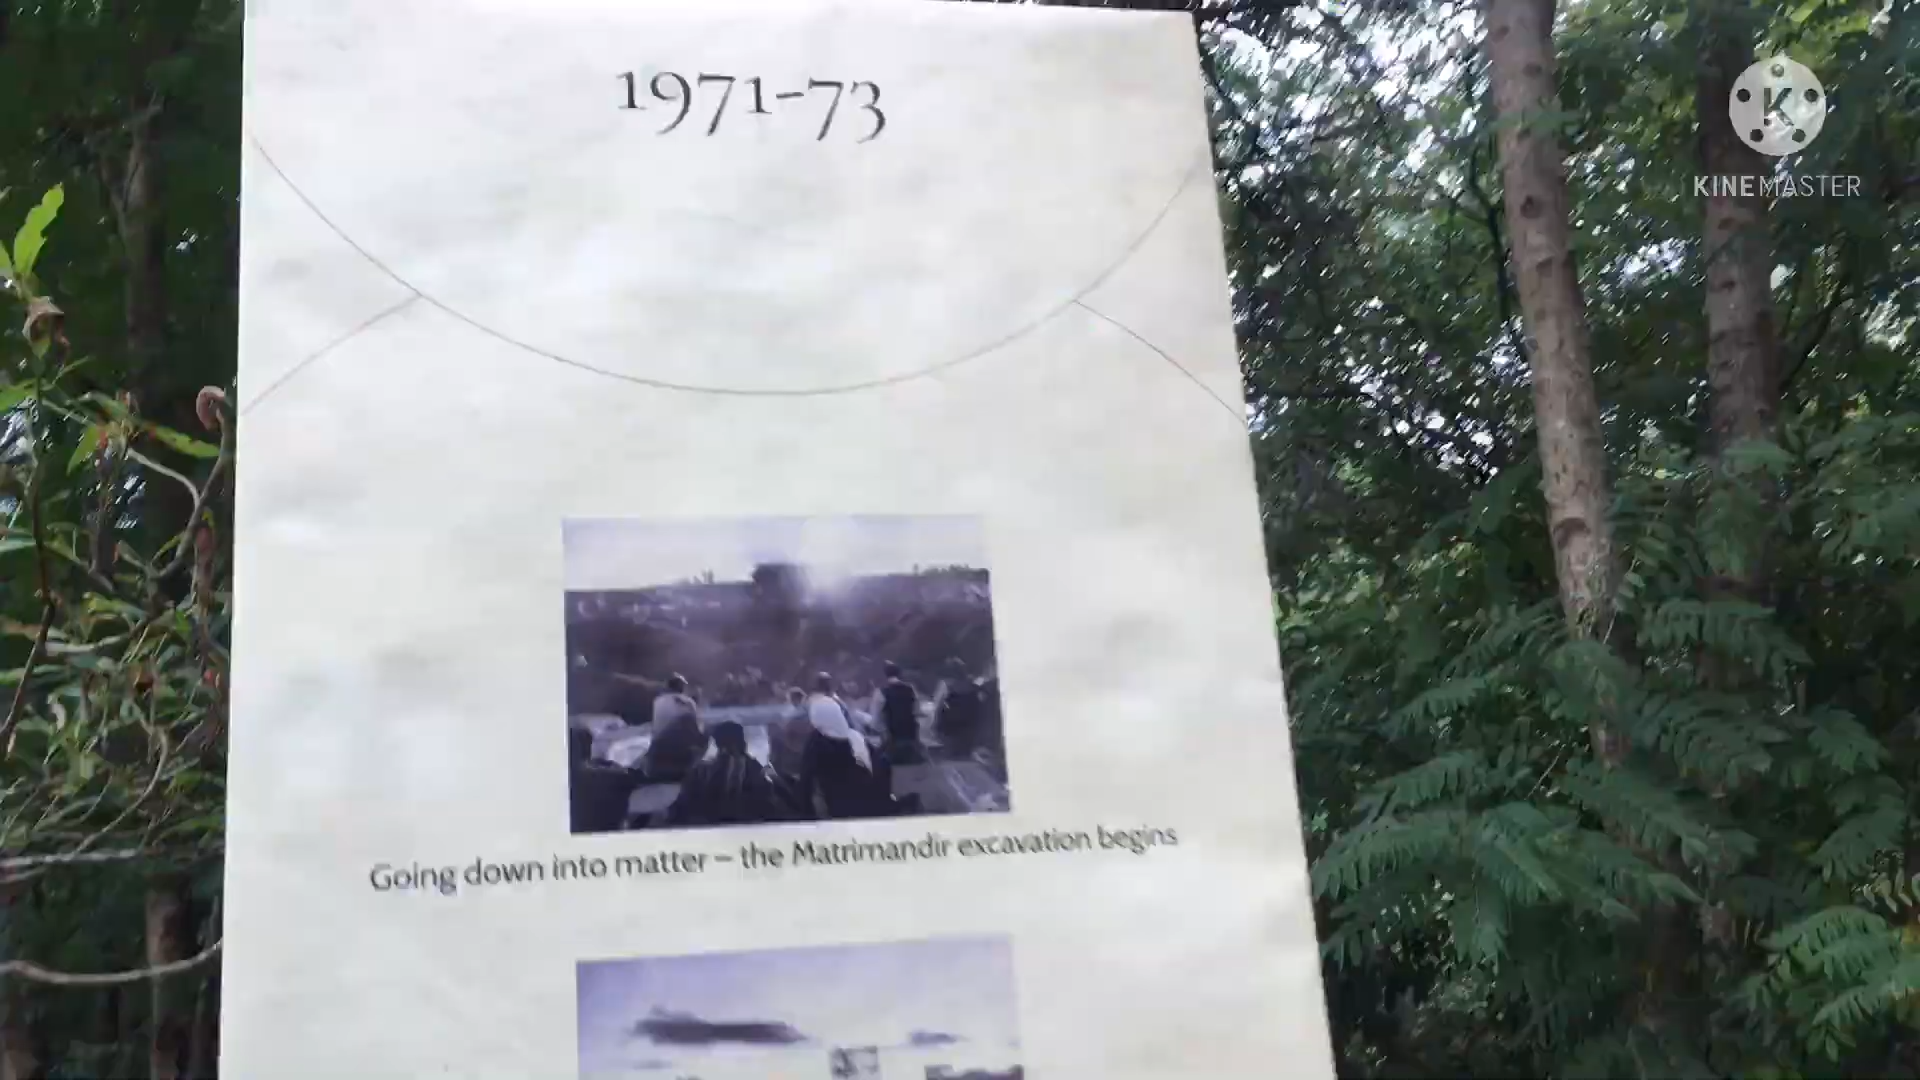 1971-73
K
KINEMASTER
Going down into matter – the Matrimandir excavation begins